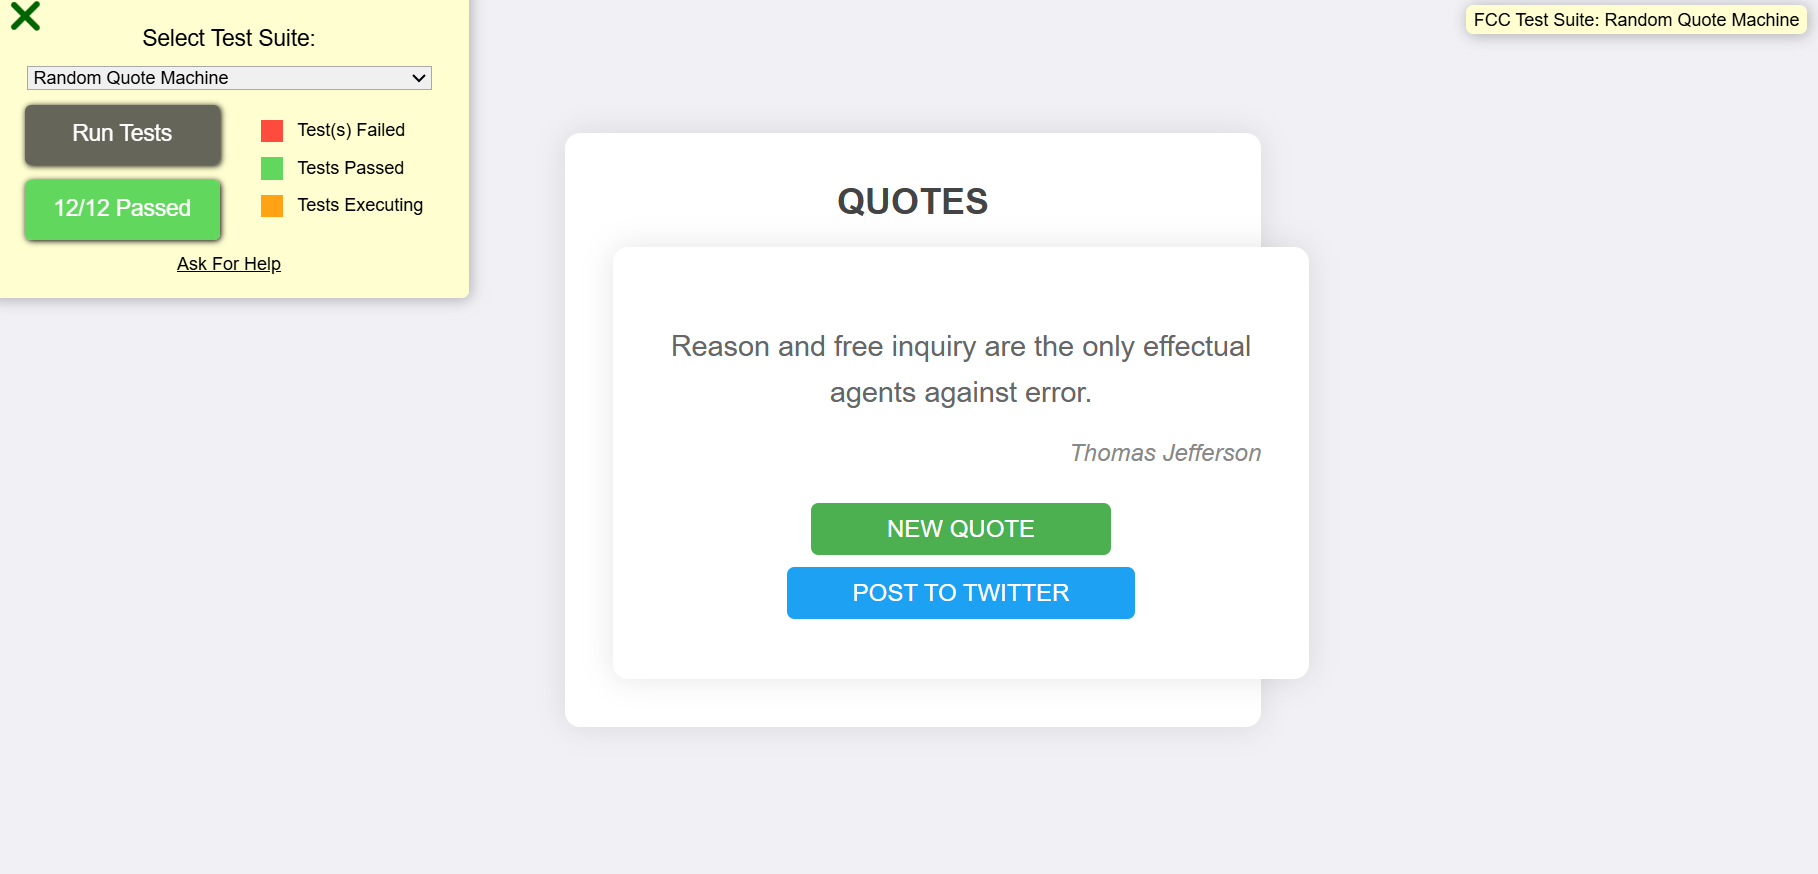 Select Test Suite:
Random Quote Machine
Run Tests
12/12 Passed
Test(s) Failed
Tests Passed
Tests Executing
Ask For Help
FCC Test Suite: Random Quote Machine
QUOTES
Reason and free inquiry are the only effectual
agents against error.
Thomas Jefferson
NEW QUOTE
POST TO TWITTER